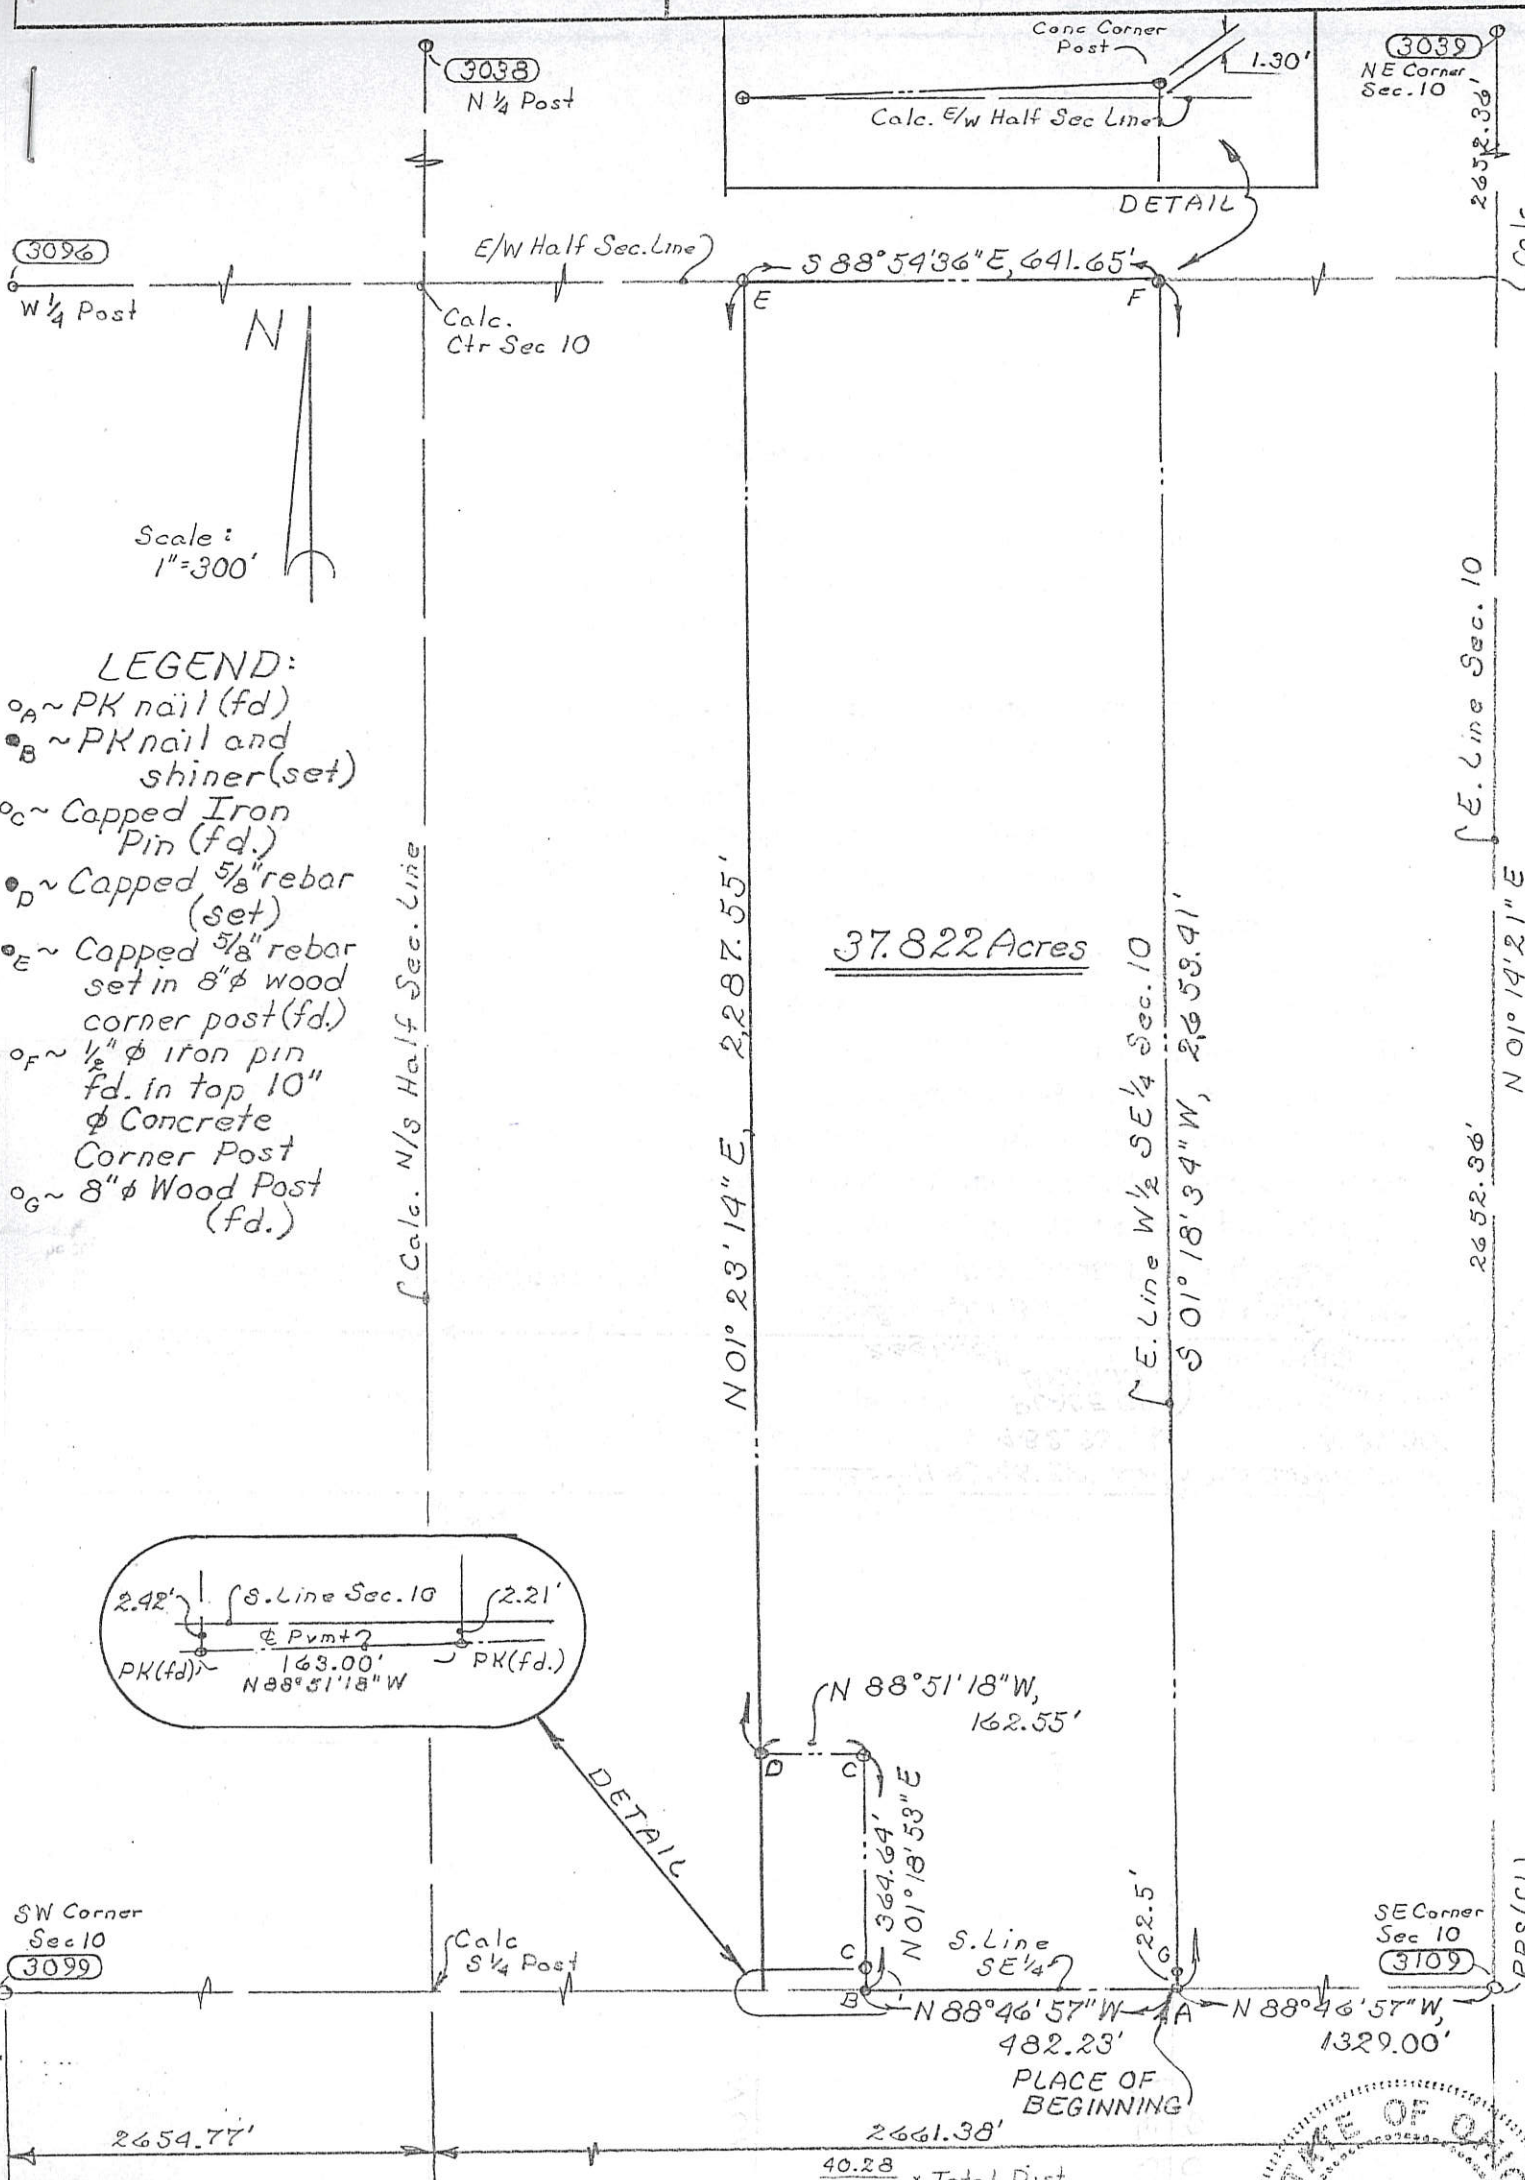 3038
N 1/4 Post
Conc Corner
Post
1.30'
Calc. E/W Half Sec Line
DETAIL
3039
NE Corner
Sec. 10
2652.36'
Calc
3096
W 1/4 Post
E/W Half Sec. Line
S 88°54'36"E, 641.65'
E
F
N
Calc.
Ctr Sec 10
Scale:
1"=300'
LEGEND:
A ~ PK nail (fd)
B ~ PK nail and
shiner (set)
C ~ Capped Iron
Pin (fd.)
D ~ Capped 5/8" rebar
(set)
E ~ Capped 5/8" rebar
set in 8"ϕ wood
corner post (fd.)
F ~ 1/2" ϕ iron pin
fd. in top 10"
ϕ Concrete
Corner Post
G ~ 8"ϕ Wood Post
(fd.)
Calc. N/S Half Sec. Line
N 01° 23' 14" E, 2,287.55'
37.822 Acres
E. Line W 1/2 SE 1/4 Sec. 10
S 01° 18' 34" W, 2,653.41'
E. Line Sec. 10
N 01° 14' 21" E
2652.36'
2.42'
S. Line Sec. 10
2.21'
℄ Pvmt
PK(fd)
163.00'
PK(fd.)
N 88°51'18"W
DETAIL
N 88°51'18"W,
162.55'
D
C
364.64'
N 01° 18' 53" E
22.5'
SW Corner
Sec 10
3099
Calc
S 1/4 Post
C
S. Line
SE 1/4
G
SE Corner
Sec 10
3109
B
N 88°46'57"W
A
N 88°46'57"W,
482.23'
1329.00'
PLACE OF
BEGINNING
2654.77'
2661.38'
40.28
x Total Dist
STATE OF OHIO